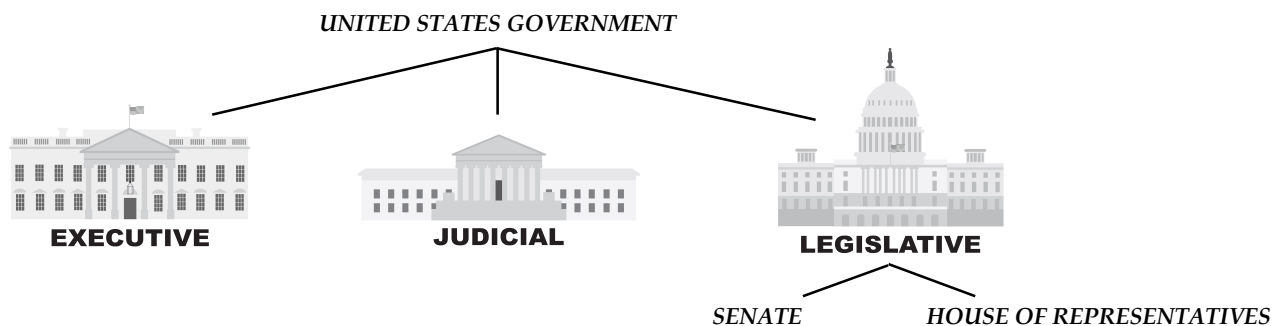 UNITED STATES GOVERNMENT
EXECUTIVE
JUDICIAL
LEGISLATIVE
SENATE
HOUSE OF REPRESENTATIVES